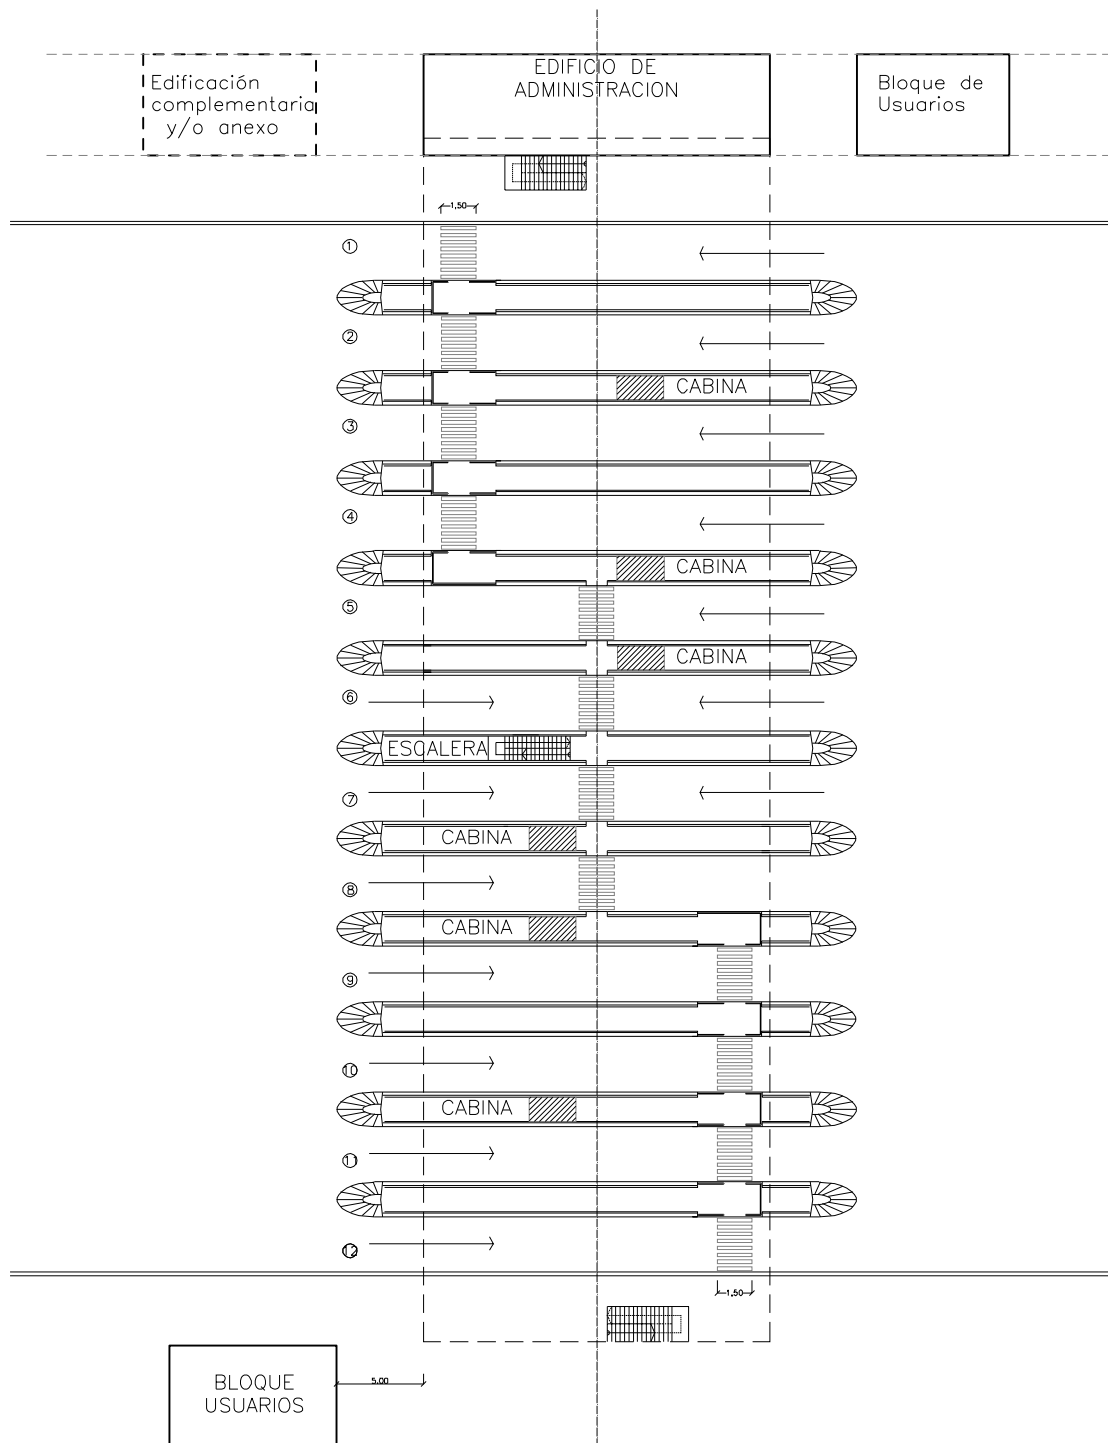 Edificación
complementaria
y/o anexo
EDIFICIO DE
ADMINISTRACION
Bloque de
Usuarios
1,50
1
2
CABINA
3
4
CABINA
5
CABINA
6
ESCALERA
7
CABINA
8
CABINA
9
10
CABINA
11
12
1,50
5.00
BLOQUE
USUARIOS